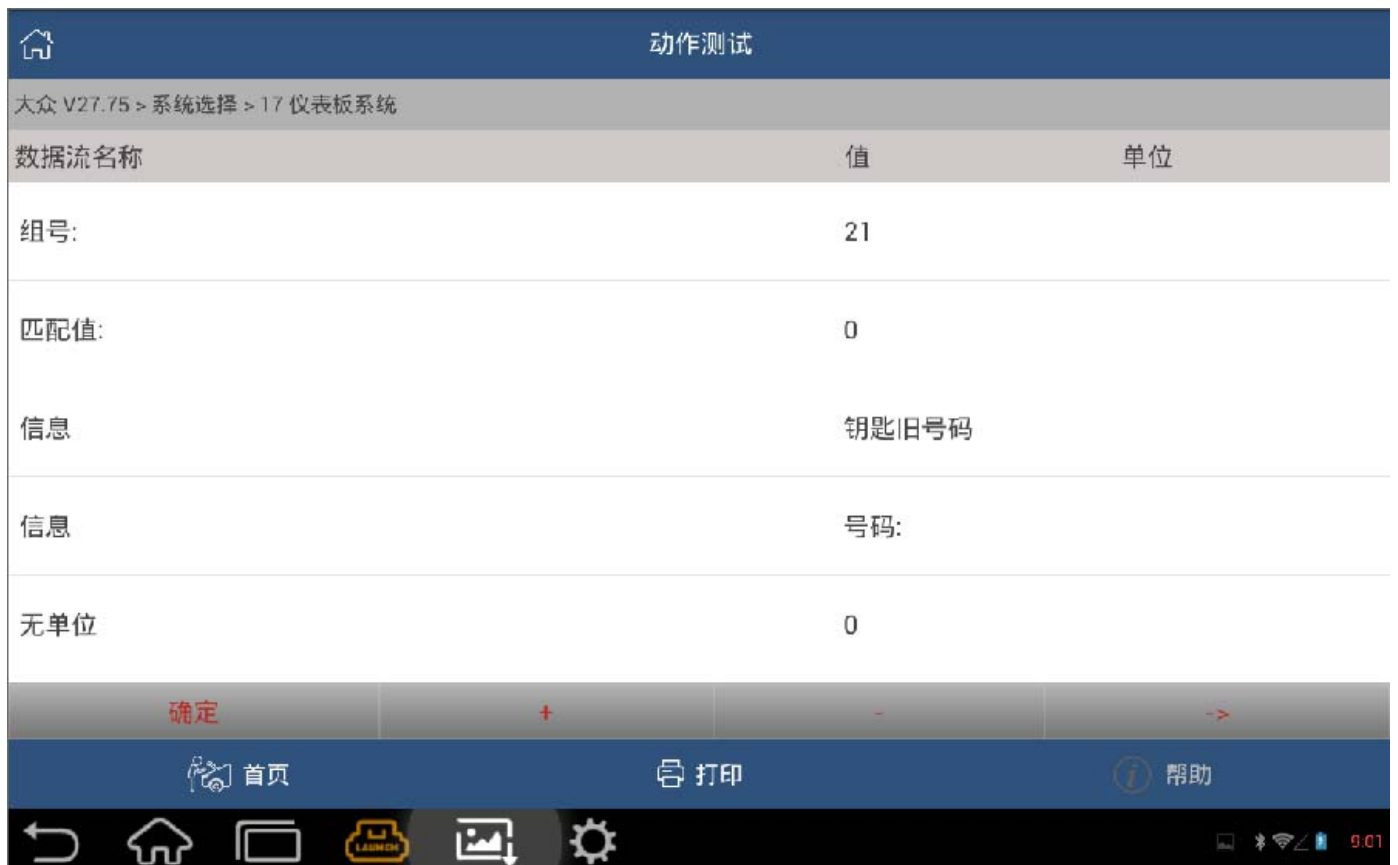 动作测试
大众 V27.75 > 系统选择 > 17 仪表板系统
数据流名称 值 单位
组号: 21
匹配值: 0
信息 钥匙旧号码
信息 号码:
无单位 0
确定 + - ->
首页 打印 帮助
LAUNCH 9:01